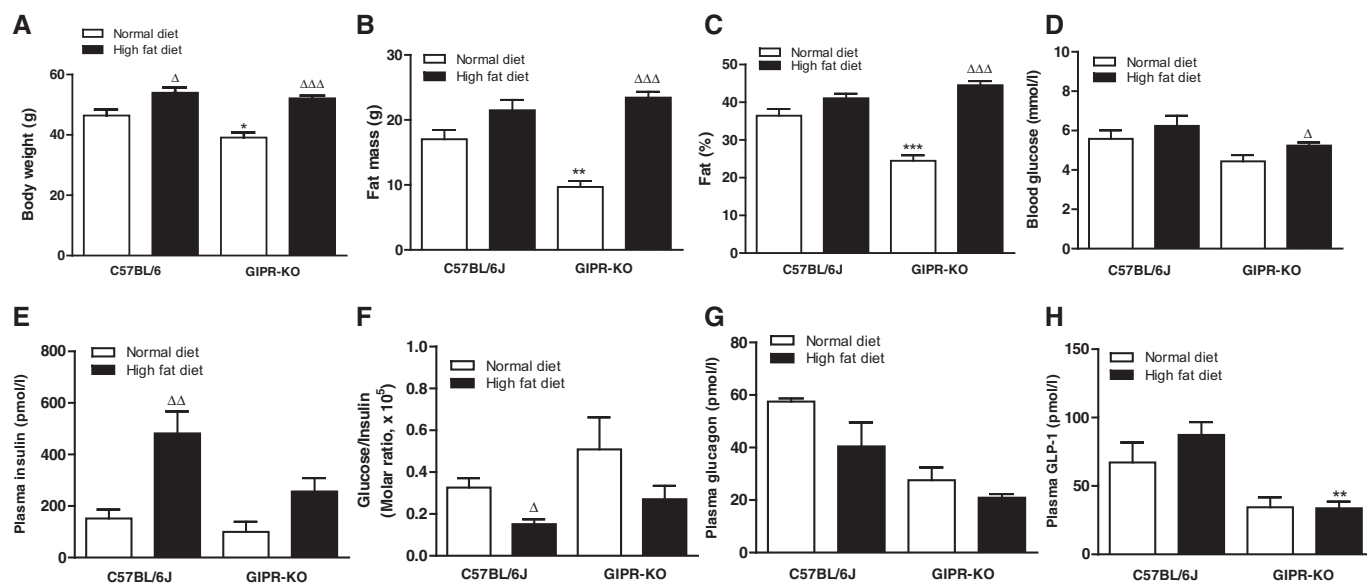 A
Normal diet
High fat diet
Body weight (g)
60
40
20
0
Δ
*
ΔΔΔ
C57BL/6
GIPR-KO
B
Normal diet
High fat diet
Fat mass (g)
30
20
10
0
**
ΔΔΔ
C57BL/6J
GIPR-KO
C
Normal diet
High fat diet
Fat (%)
50
40
30
20
10
0
***
ΔΔΔ
C57BL/6J
GIPR-KO
D
Normal diet
High fat diet
Blood glucose (mmol/l)
10
8
6
4
2
0
Δ
C57BL/6J
GIPR-KO
E
Normal diet
High fat diet
Plasma insulin (pmol/l)
800
600
400
200
0
ΔΔ
C57BL/6J
GIPR-KO
F
Normal diet
High fat diet
Glucose/Insulin
(Molar ratio, x 10⁵)
1.0
0.8
0.6
0.4
0.2
0.0
Δ
C57BL/6J
GIPR-KO
G
Normal diet
High fat diet
Plasma glucagon (pmol/l)
80
60
40
20
0
C57BL/6J
GIPR-KO
H
Normal diet
High fat diet
Plasma GLP-1 (pmol/l)
150
100
50
0
**
C57BL/6J
GIPR-KO